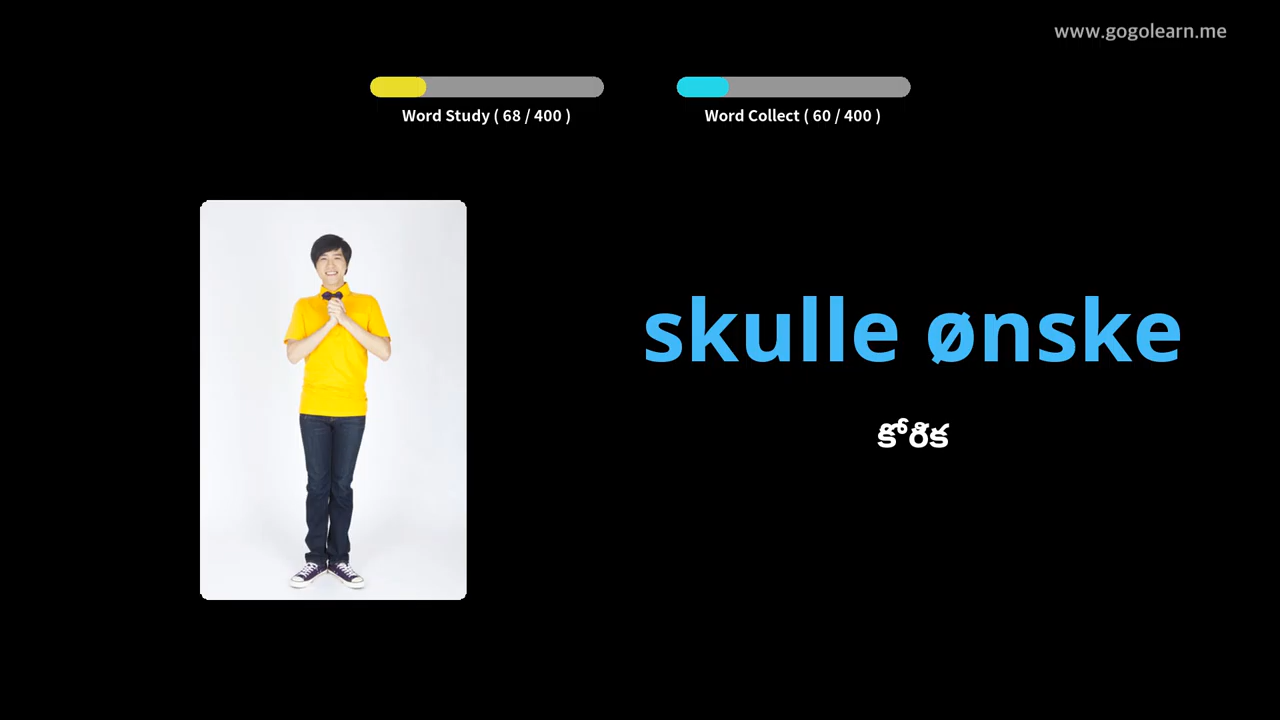 www.gogolearn.me
Word Study ( 68 / 400 )
Word Collect ( 60 / 400 )
skulle ønske
కోరిక